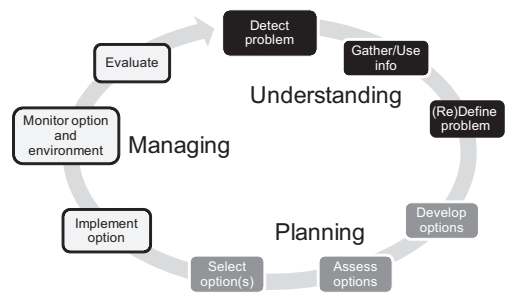 Detect
problem
Gather/Use
info
Understanding
(Re)Define
problem
Develop
options
Planning
Assess
options
Select
option(s)
Implement
option
Managing
Monitor option
and
environment
Evaluate